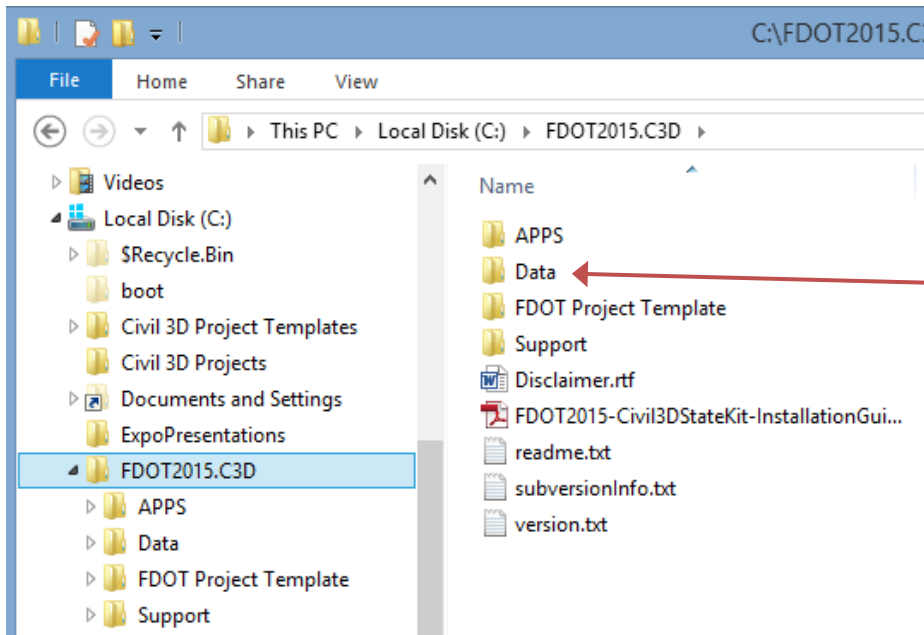 C:\FDOT2015.C3
File Home Share View
This PC Local Disk (C:) FDOT2015.C3D
Videos
Local Disk (C:)
$Recycle.Bin
boot
Civil 3D Project Templates
Civil 3D Projects
Documents and Settings
ExpoPresentations
FDOT2015.C3D
APPS
Data
FDOT Project Template
Support
Name
APPS
Data
FDOT Project Template
Support
Disclaimer.rtf
FDOT2015-Civil3DStateKit-InstallationGui...
readme.txt
subversionInfo.txt
version.txt